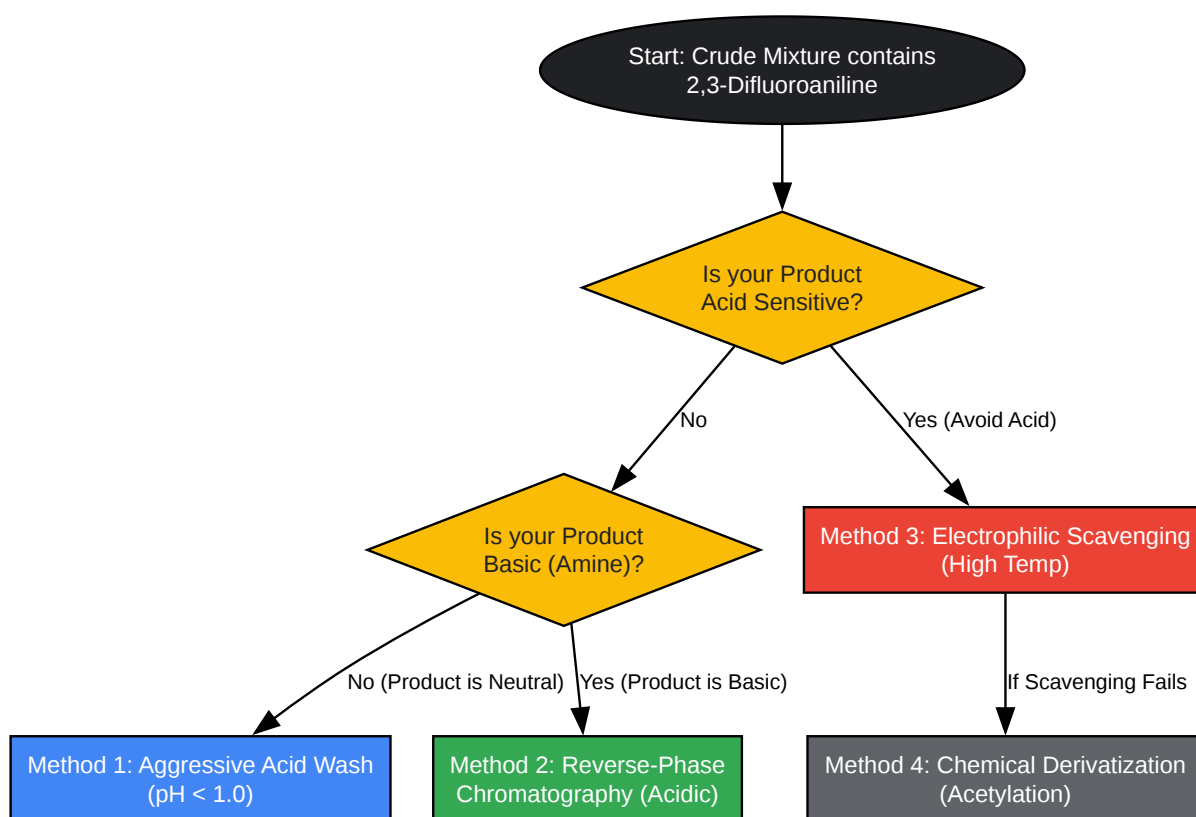 Start: Crude Mixture contains
2,3-Difluoroaniline
Is your Product
Acid Sensitive?
No
Yes (Avoid Acid)
Is your Product
Basic (Amine)?
Method 3: Electrophilic Scavenging
(High Temp)
No (Product is Neutral)
Yes (Product is Basic)
If Scavenging Fails
Method 1: Aggressive Acid Wash
(pH < 1.0)
Method 2: Reverse-Phase
Chromatography (Acidic)
Method 4: Chemical Derivatization
(Acetylation)